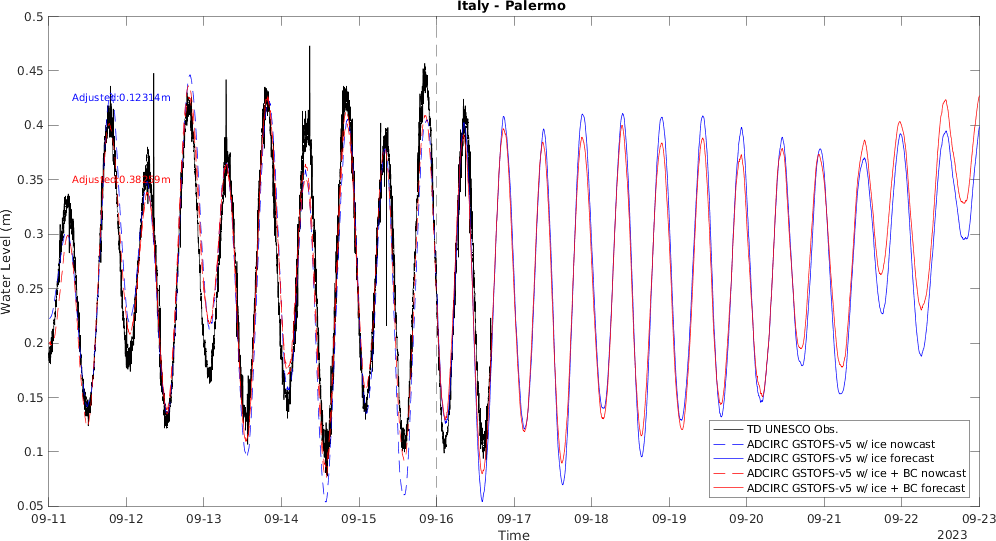 Italy - Palermo
Water Level (m)
0.5
0.45
0.4
0.35
0.3
0.25
0.2
0.15
0.1
0.05
Adjusted:0.12314m
TD UNESCO Obs.
ADCIRC GSTOFS-v5 w/ ice nowcast
ADCIRC GSTOFS-v5 w/ ice forecast
ADCIRC GSTOFS-v5 w/ ice + BC nowcast
ADCIRC GSTOFS-v5 w/ ice + BC forecast
09-11 09-12 09-13 09-14 09-15 09-16 09-17 09-18 09-19 09-20 09-21 09-22 09-23
Time
2023